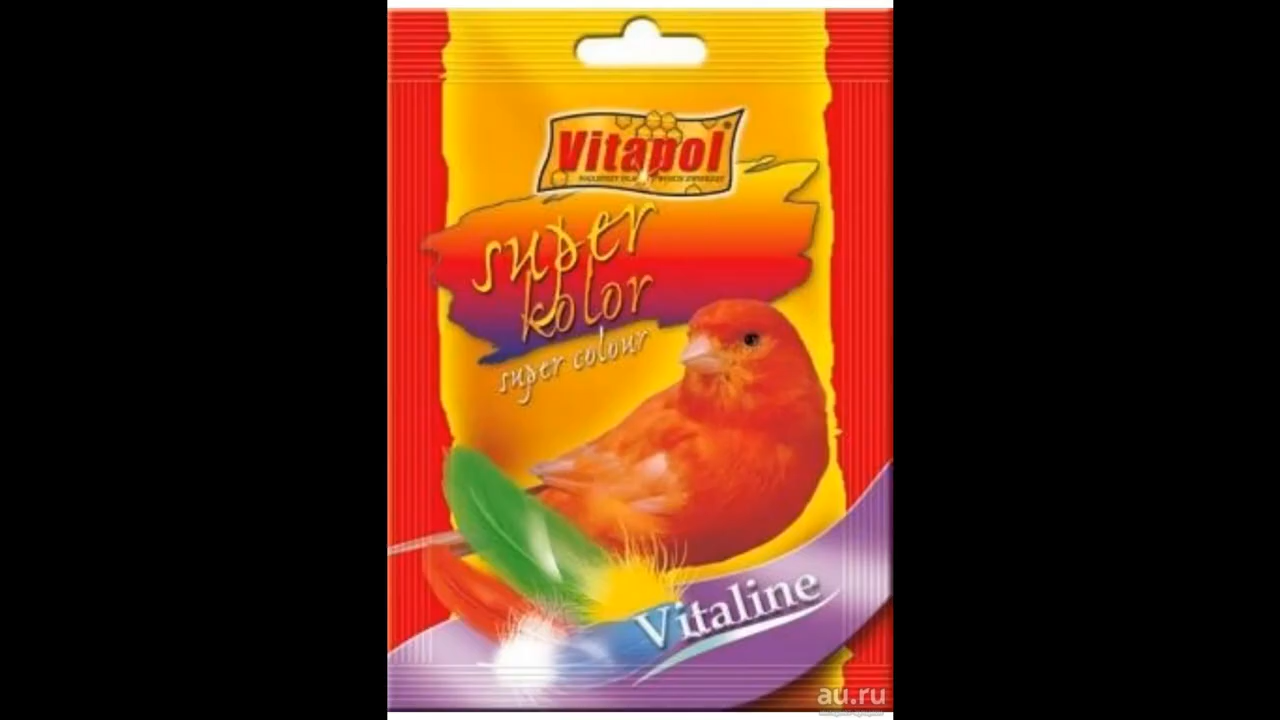 Vitapol
super
kolor
super colour
Vitaline
au.ru